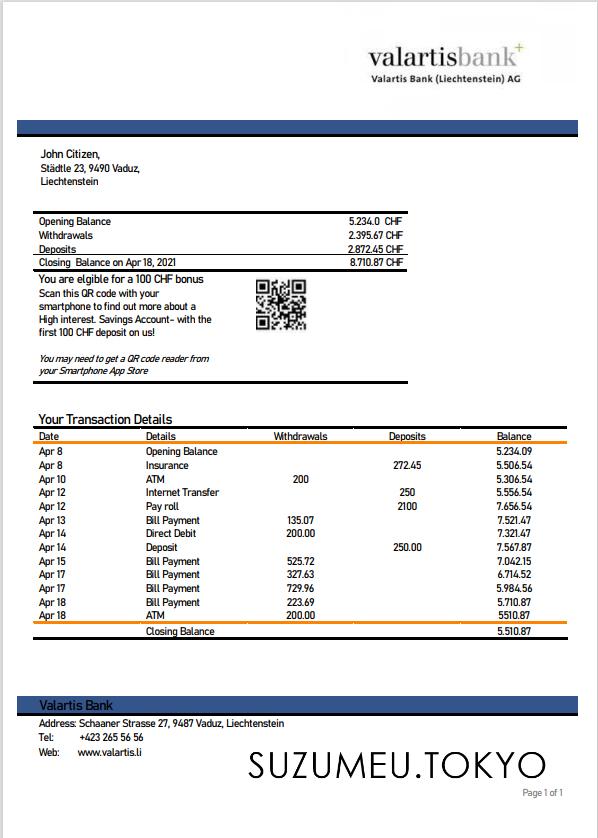 valartisbank+
Valartis Bank (Liechtenstein) AG
John Citizen,
Städtle 23, 9490 Vaduz,
Liechtenstein
Opening Balance 5.234.0 CHF
Withdrawals 2.395.67 CHF
Deposits 2.872.45 CHF
Closing Balance on Apr 18, 2021 8.710.87 CHF
You are elgible for a 100 CHF bonus
Scan this QR code with your
smartphone to find out more about a
High interest. Savings Account- with the
first 100 CHF deposit on us!
You may need to get a QR code reader from
your Smartphone App Store
Your Transaction Details
Date Details Withdrawals Deposits Balance
Apr 8 Opening Balance 5.234.09
Apr 8 Insurance 272.45 5.506.54
Apr 10 ATM 200 5.306.54
Apr 12 Internet Transfer 250 5.556.54
Apr 12 Pay roll 2100 7.656.54
Apr 13 Bill Payment 135.07 7.521.47
Apr 14 Direct Debit 200.00 7.321.47
Apr 14 Deposit 250.00 7.567.87
Apr 15 Bill Payment 525.72 7.042.15
Apr 17 Bill Payment 327.63 6.714.52
Apr 17 Bill Payment 729.96 5.984.56
Apr 18 Bill Payment 223.69 5.710.87
Apr 18 ATM 200.00 5510.87
Closing Balance 5.510.87
Valartis Bank
Address: Schaaner Strasse 27, 9487 Vaduz, Liechtenstein
Tel: +423 265 56 56
Web: www.valartis.li
SUZUMEU.TOKYO
Page 1 of 1